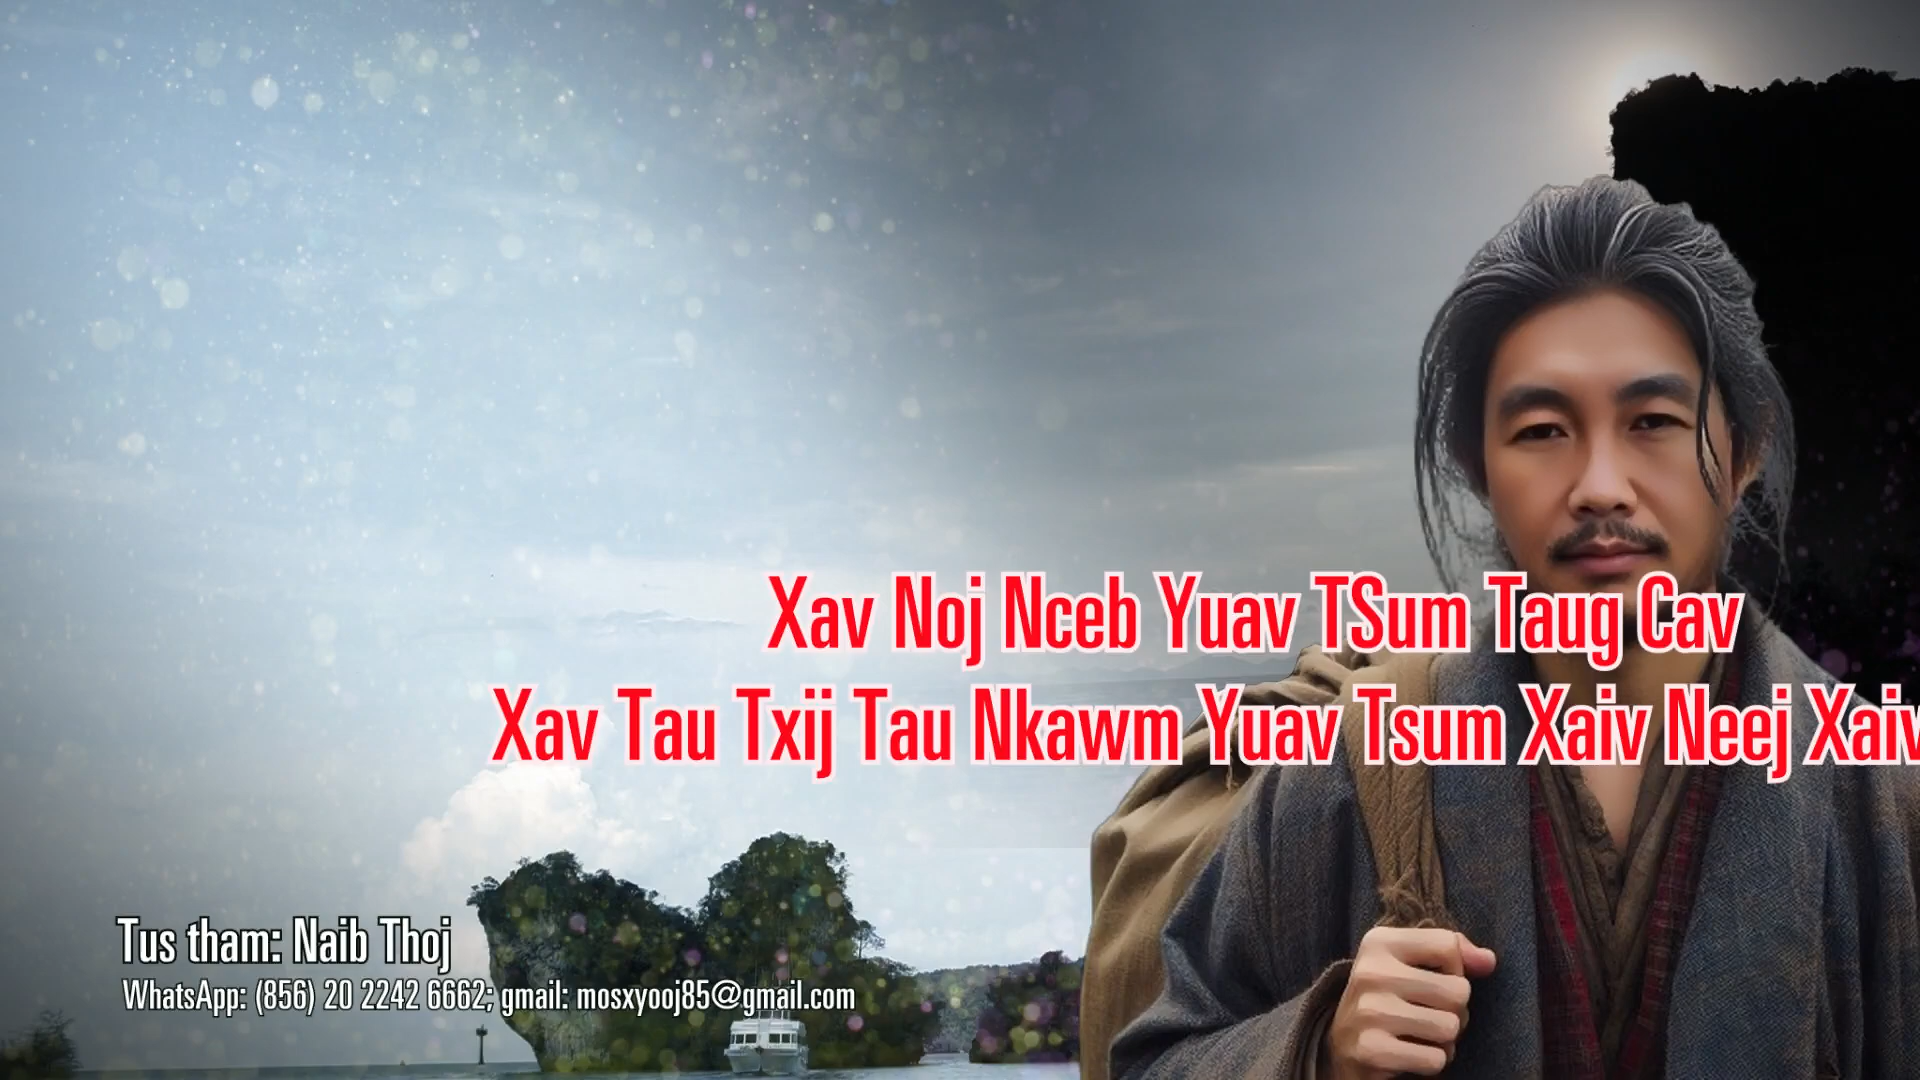 Xav Noj Nceb Yuav TSum Taug Cav
Xav Tau Txij Tau Nkawm Yuav Tsum Xaiv Neej Xaiv
Tus tham: Naib Thoj
WhatsApp: (856) 20 2242 6662; gmail: mosxyooj85@gmail.com